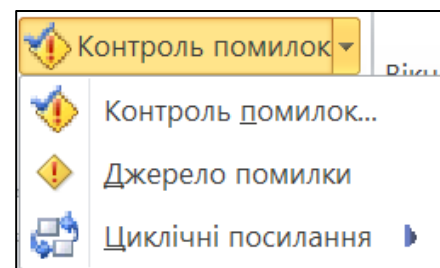 Контроль помилок
Контроль помилок...
Джерело помилки
Циклічні посилання